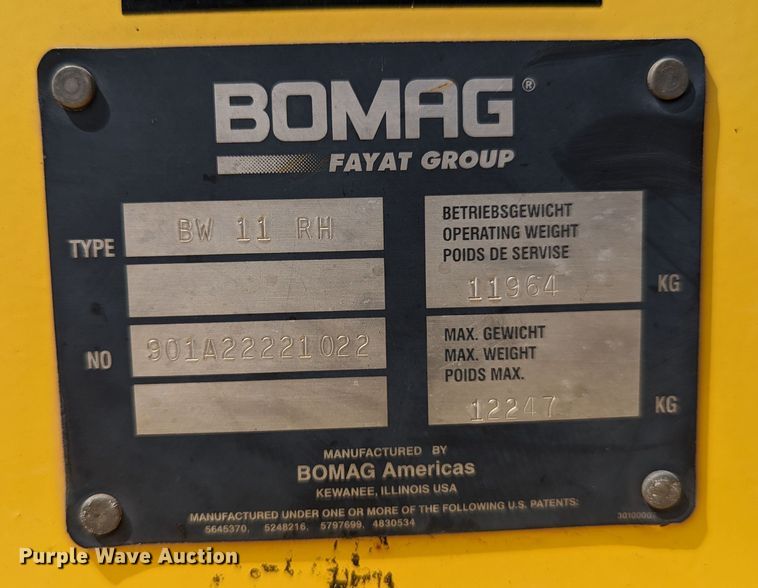 BOMAG®
FAYAT GROUP
TYPE BW 11 RH
NO 901A22221022
BETRIEBSGEWICHT
OPERATING WEIGHT
POIDS DE SERVISE
11964 KG
MAX. GEWICHT
MAX. WEIGHT
POIDS MAX.
12247 KG
MANUFACTURED BY
BOMAG Americas
KEWANEE, ILLINOIS USA
MANUFACTURED UNDER ONE OR MORE OF THE FOLLOWING U.S. PATENTS:
5645370, 5248216, 5797699, 4830534
Purple Wave Auction